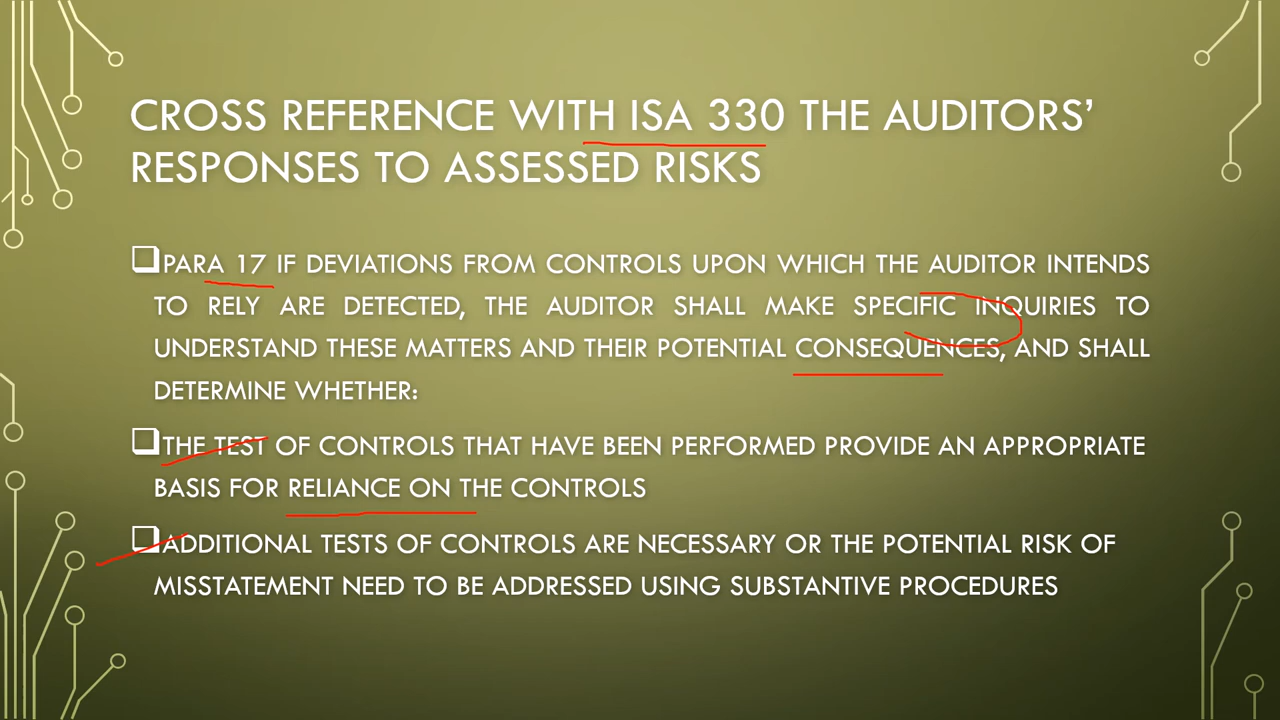 CROSS REFERENCE WITH ISA 330 THE AUDITORS’
RESPONSES TO ASSESSED RISKS
PARA 17 IF DEVIATIONS FROM CONTROLS UPON WHICH THE AUDITOR INTENDS
TO RELY ARE DETECTED, THE AUDITOR SHALL MAKE SPECIFIC INQUIRIES TO
UNDERSTAND THESE MATTERS AND THEIR POTENTIAL CONSEQUENCES, AND SHALL
DETERMINE WHETHER:
THE TEST OF CONTROLS THAT HAVE BEEN PERFORMED PROVIDE AN APPROPRIATE
BASIS FOR RELIANCE ON THE CONTROLS
ADDITIONAL TESTS OF CONTROLS ARE NECESSARY OR THE POTENTIAL RISK OF
MISSTATEMENT NEED TO BE ADDRESSED USING SUBSTANTIVE PROCEDURES